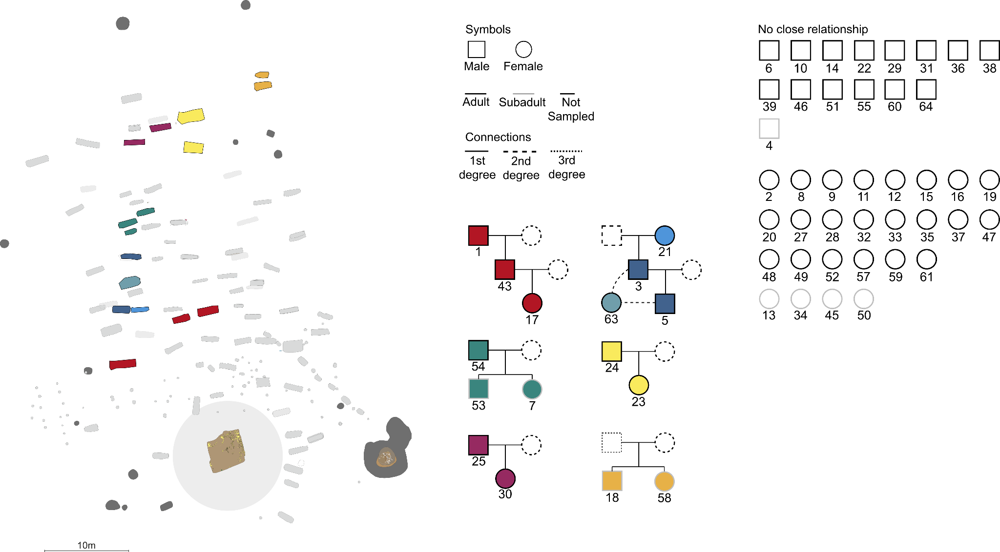 Symbols
Male Female
Adult Subadult Not
Sampled
Connections
1st 2nd 3rd
degree degree degree
1
43
17
21
3
63 5
54
53 7
24
23
25
30
18 58
No close relationship
6 10 14 22 29 31 36 38
39 46 51 55 60 64
4
2 8 9 11 12 15 16 19
20 27 28 32 33 35 37 47
48 49 52 57 59 61
13 34 45 50
10m